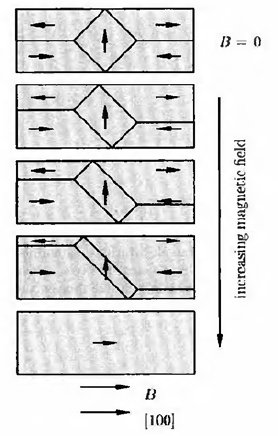 B = 0
increasing magnetic field
B
[100]